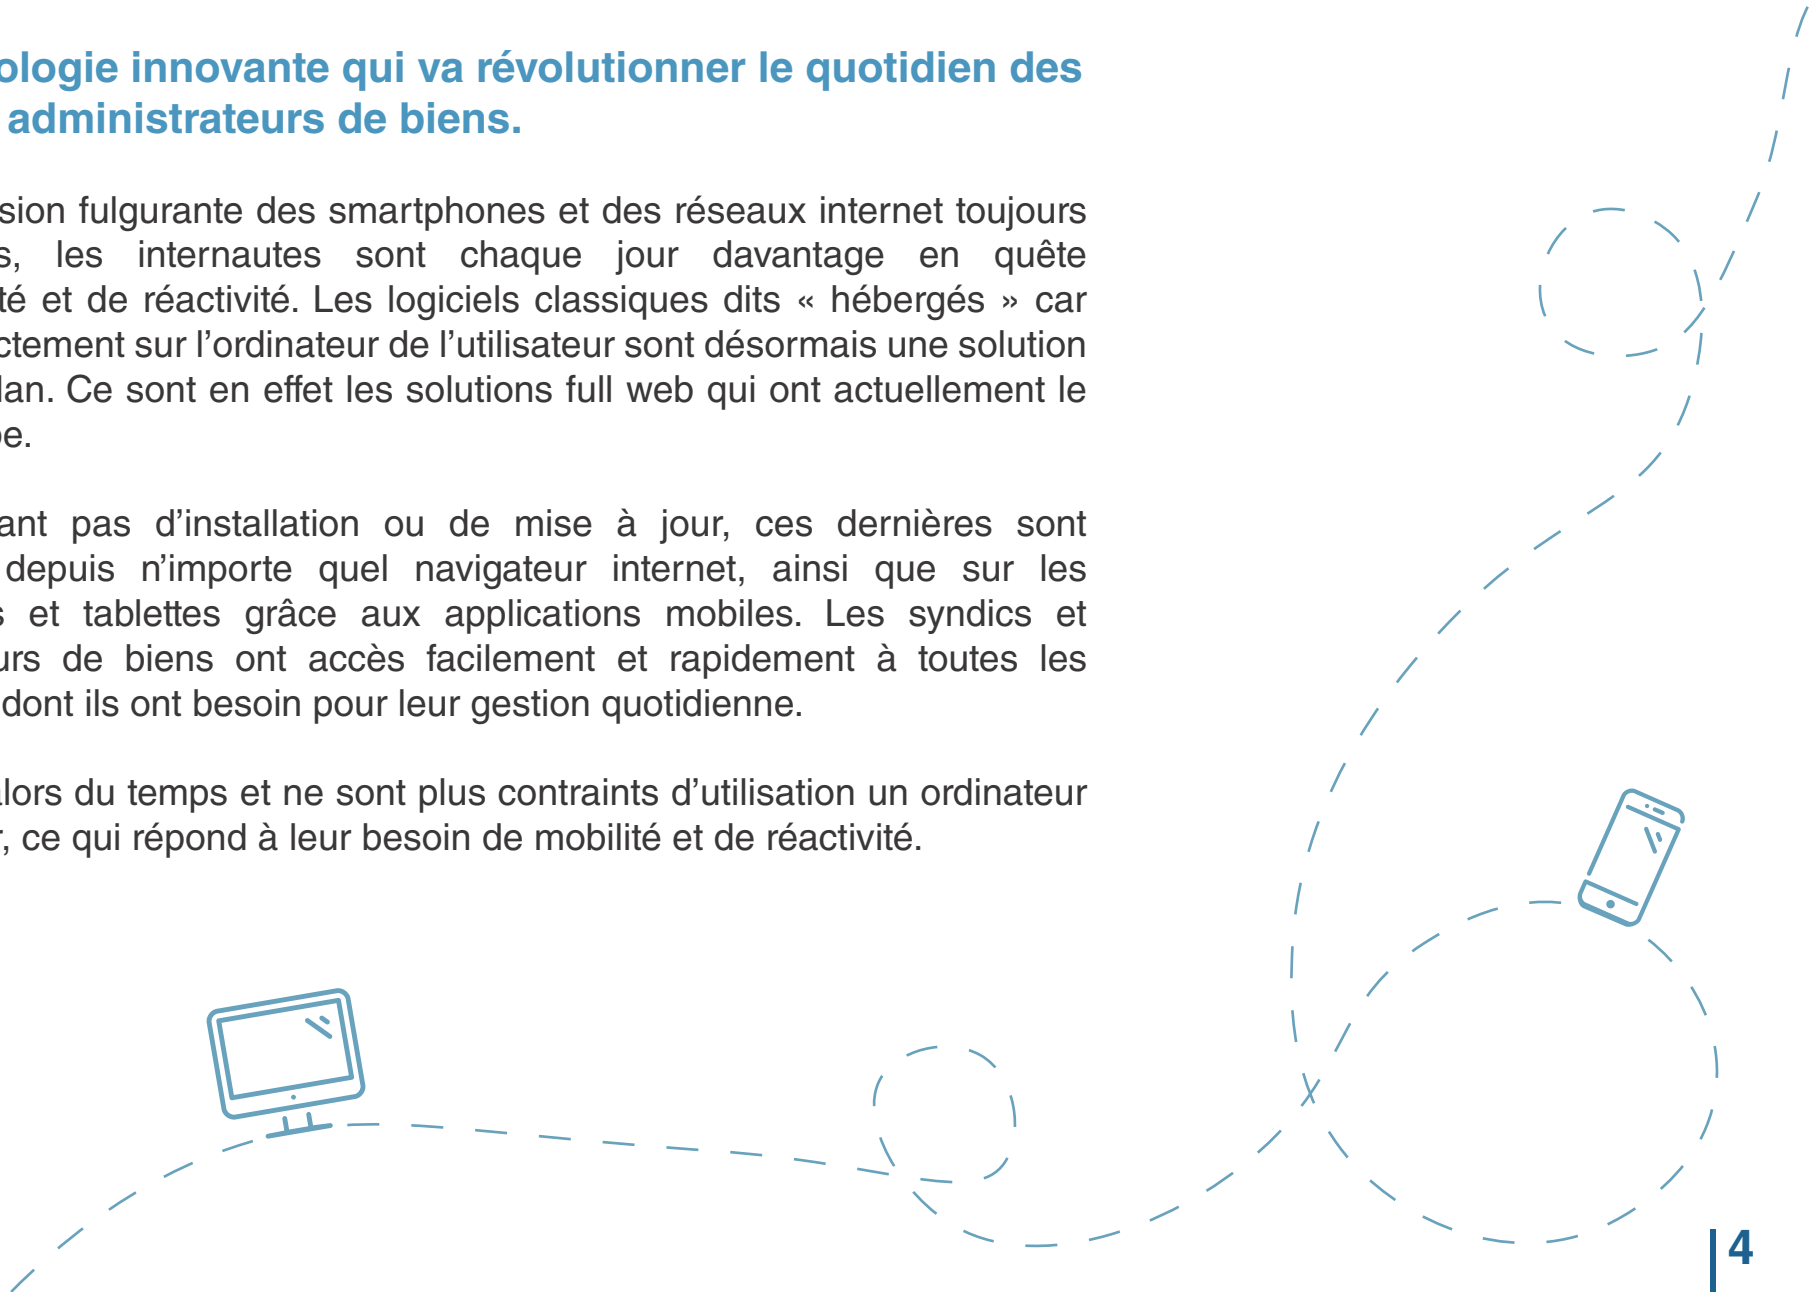 ologie innovante qui va révolutionner le quotidien des
administrateurs de biens.
sion fulgurante des smartphones et des réseaux internet toujours
s, les internautes sont chaque jour davantage en quête
té et de réactivité. Les logiciels classiques dits « hébergés » car
ctement sur l’ordinateur de l’utilisateur sont désormais une solution
lan. Ce sont en effet les solutions full web qui ont actuellement le
pe.
ant pas d’installation ou de mise à jour, ces dernières sont
depuis n’importe quel navigateur internet, ainsi que sur les
s et tablettes grâce aux applications mobiles. Les syndics et
urs de biens ont accès facilement et rapidement à toutes les
dont ils ont besoin pour leur gestion quotidienne.
alors du temps et ne sont plus contraints d’utilisation un ordinateur
r, ce qui répond à leur besoin de mobilité et de réactivité.
4